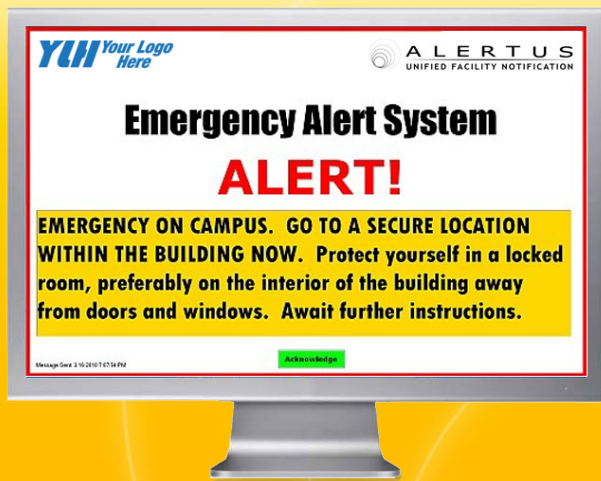 YLH Your Logo Here
ALERTUS
UNIFIED FACILITY NOTIFICATION
Emergency Alert System
ALERT!
EMERGENCY ON CAMPUS. GO TO A SECURE LOCATION
WITHIN THE BUILDING NOW. Protect yourself in a locked
room, preferably on the interior of the building away
from doors and windows. Await further instructions.
Acknowledge
Message Sent